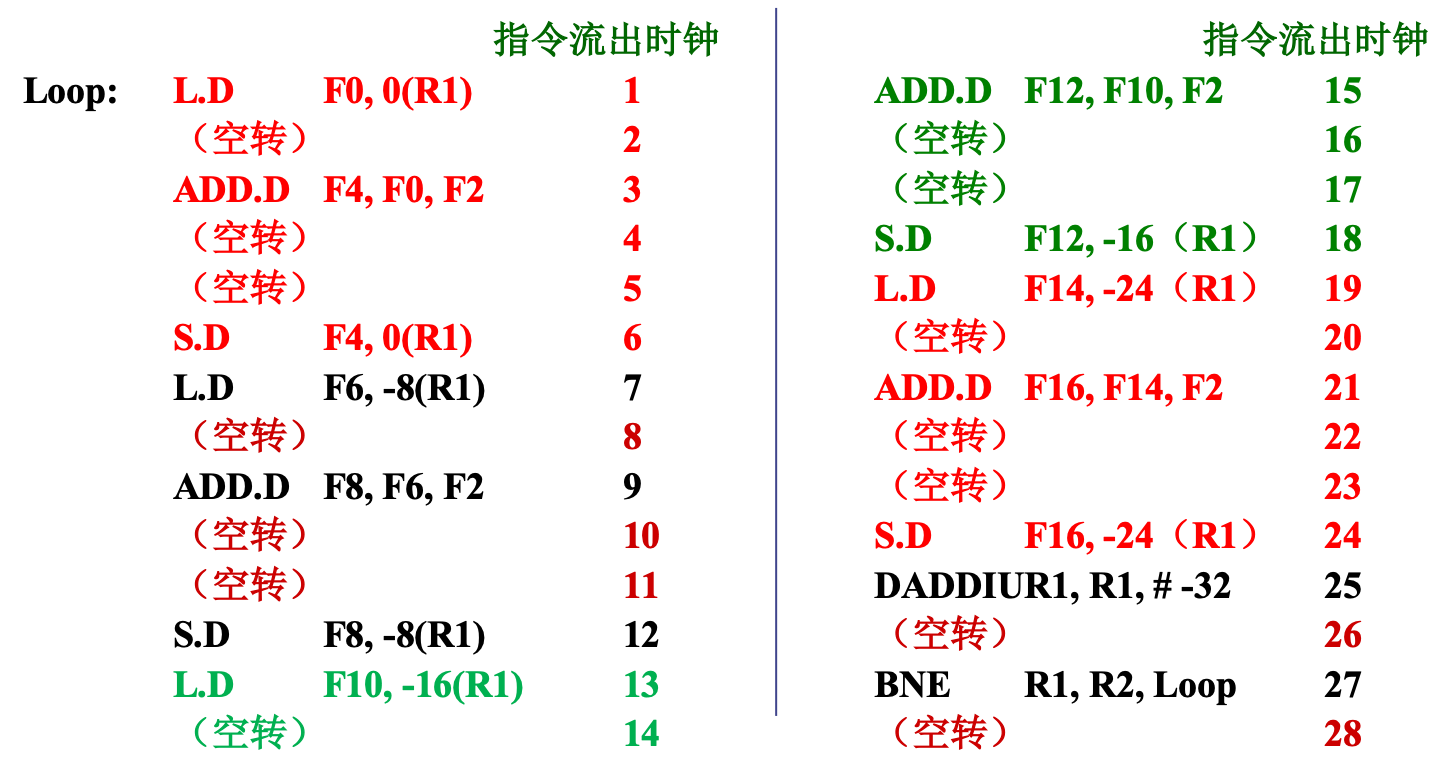 指令流出时钟
Loop: L.D F0, 0(R1) 1
（空转） 2
ADD.D F4, F0, F2 3
（空转） 4
（空转） 5
S.D F4, 0(R1) 6
L.D F6, -8(R1) 7
（空转） 8
ADD.D F8, F6, F2 9
（空转） 10
（空转） 11
S.D F8, -8(R1) 12
L.D F10, -16(R1) 13
（空转） 14
指令流出时钟
ADD.D F12, F10, F2 15
（空转） 16
（空转） 17
S.D F12, -16（R1） 18
L.D F14, -24（R1） 19
（空转） 20
ADD.D F16, F14, F2 21
（空转） 22
（空转） 23
S.D F16, -24（R1） 24
DADDIUR1, R1, # -32 25
（空转） 26
BNE R1, R2, Loop 27
（空转） 28